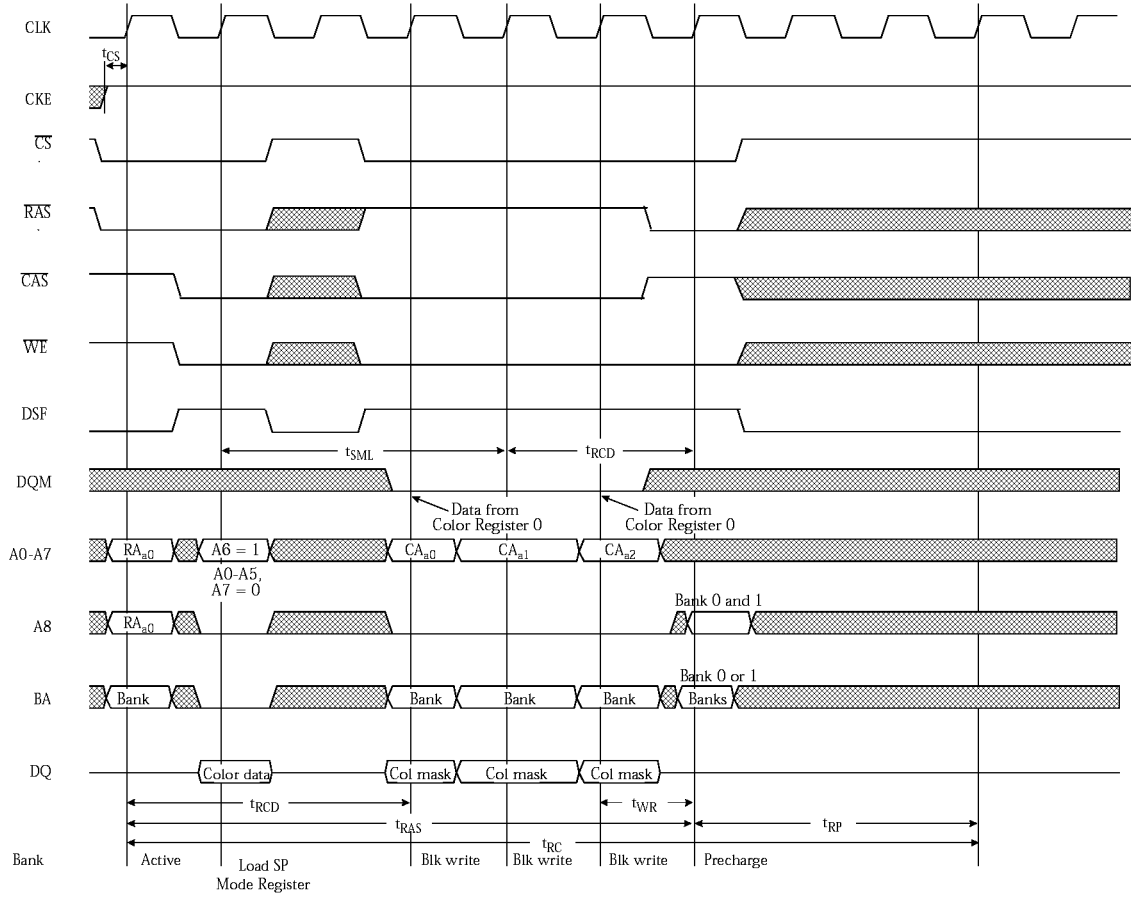 CLK
tCS
CKE
CS
RAS
CAS
WE
DSF
tSML
tRCD
DQM
Data from
Color Register 0
Data from
Color Register 0
A0-A7
RAa0
A6 = 1
CAa0
CAa1
CAa2
A0-A5,
A7 = 0
Bank 0 and 1
A8
RAa0
Bank 0 or 1
BA
Bank
Bank
Bank
Bank
Banks
DQ
Color data
Col mask
Col mask
Col mask
tRCD
tWR
tRAS
tRP
tRC
Bank
Active
Load SP
Mode Register
Blk write
Blk write
Blk write
Precharge